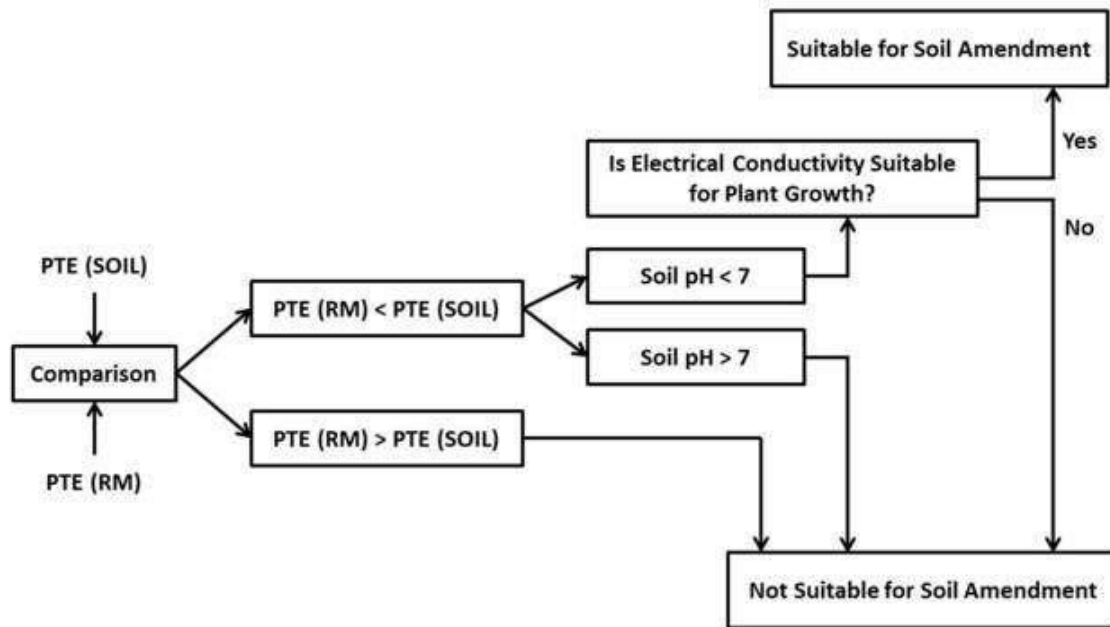 Suitable for Soil Amendment
Yes
Is Electrical Conductivity Suitable
for Plant Growth?
No
PTE (SOIL)
Soil pH < 7
PTE (RM) < PTE (SOIL)
Soil pH > 7
Comparison
PTE (RM) > PTE (SOIL)
PTE (RM)
Not Suitable for Soil Amendment